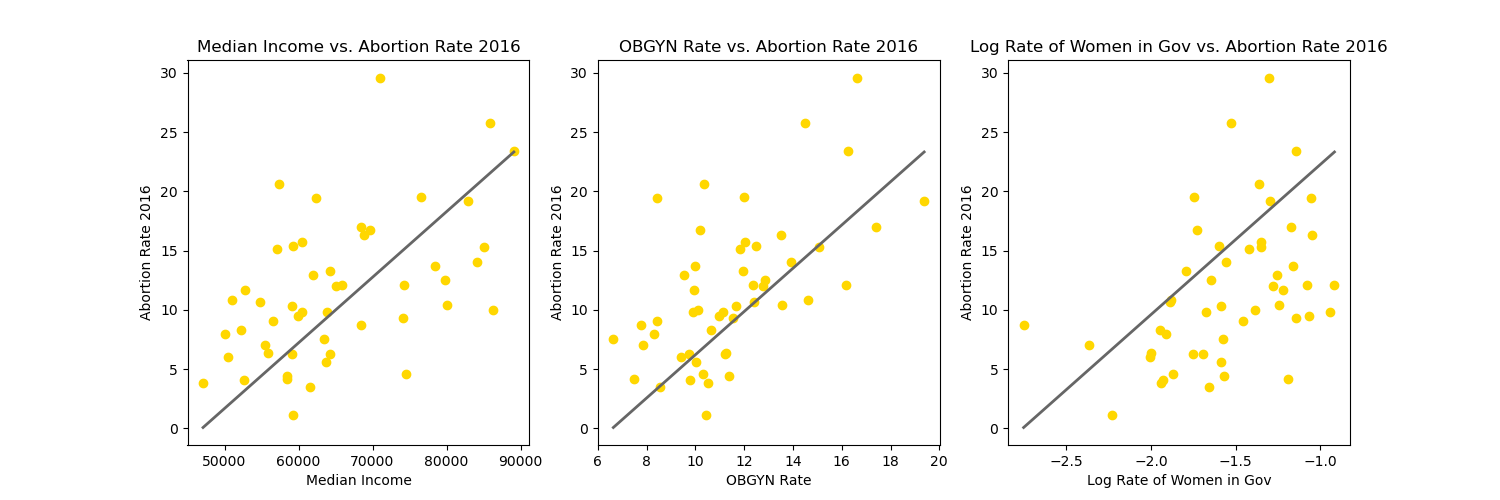 Median Income vs. Abortion Rate 2016
OBGYN Rate vs. Abortion Rate 2016
Log Rate of Women in Gov vs. Abortion Rate 2016
Abortion Rate 2016
30
25
20
15
10
5
0
50000 60000 70000 80000 90000
Median Income
Abortion Rate 2016
30
25
20
15
10
5
0
6 8 10 12 14 16 18 20
OBGYN Rate
Abortion Rate 2016
30
25
20
15
10
5
0
−2.5 −2.0 −1.5 −1.0
Log Rate of Women in Gov